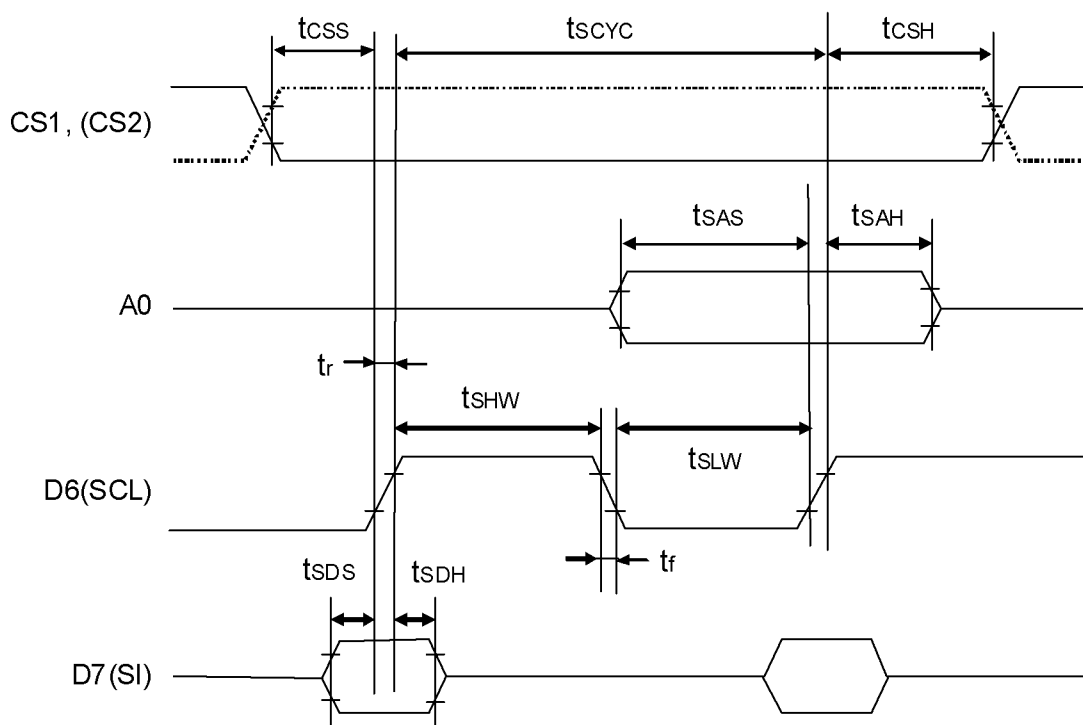 tCSS tSCYC tCSH
CS1, (CS2)
tSAS tSAH
A0
tr
tSHW
tSLW
D6(SCL)
tf
tSDS tSDH
D7(SI)